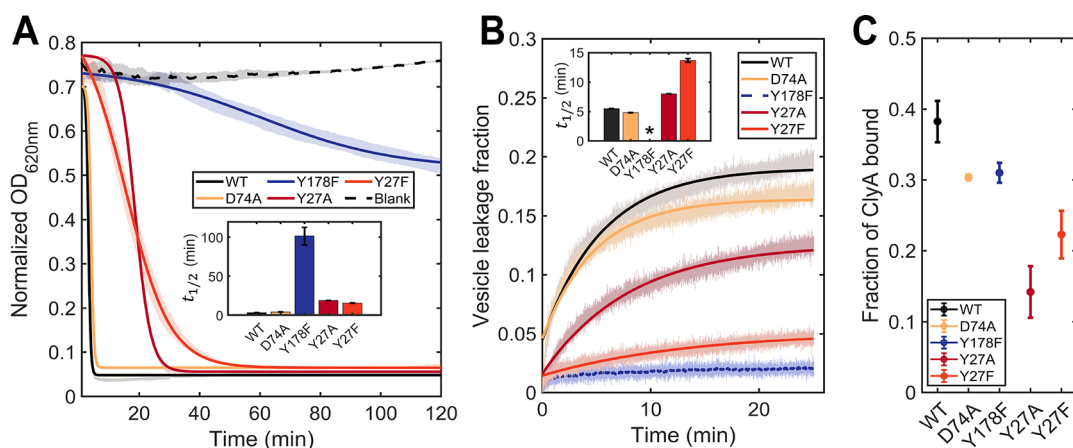 A
Normalized OD620nm
0.8
0.7
0.6
0.5
0.4
0.3
0.2
0.1
0
1
20
40
60
80
100
120
Time (min)
WT
Y178F
Y27F
D74A
Y27A
Blank
t1/2 (min)
100
50
0
WT
D74A
Y178F
Y27A
Y27F
B
Vesicle leakage fraction
0.3
0.25
0.2
0.15
0.1
0.05
0
0
10
20
Time (min)
t1/2 (min)
15
10
5
0
*
WT
D74A
Y178F
Y27A
Y27F
WT
D74A
Y178F
Y27A
Y27F
C
Fraction of ClyA bound
0.5
0.4
0.3
0.2
0.1
0
WT
D74A
Y178F
Y27A
Y27F
WT
D74A
Y178F
Y27A
Y27F